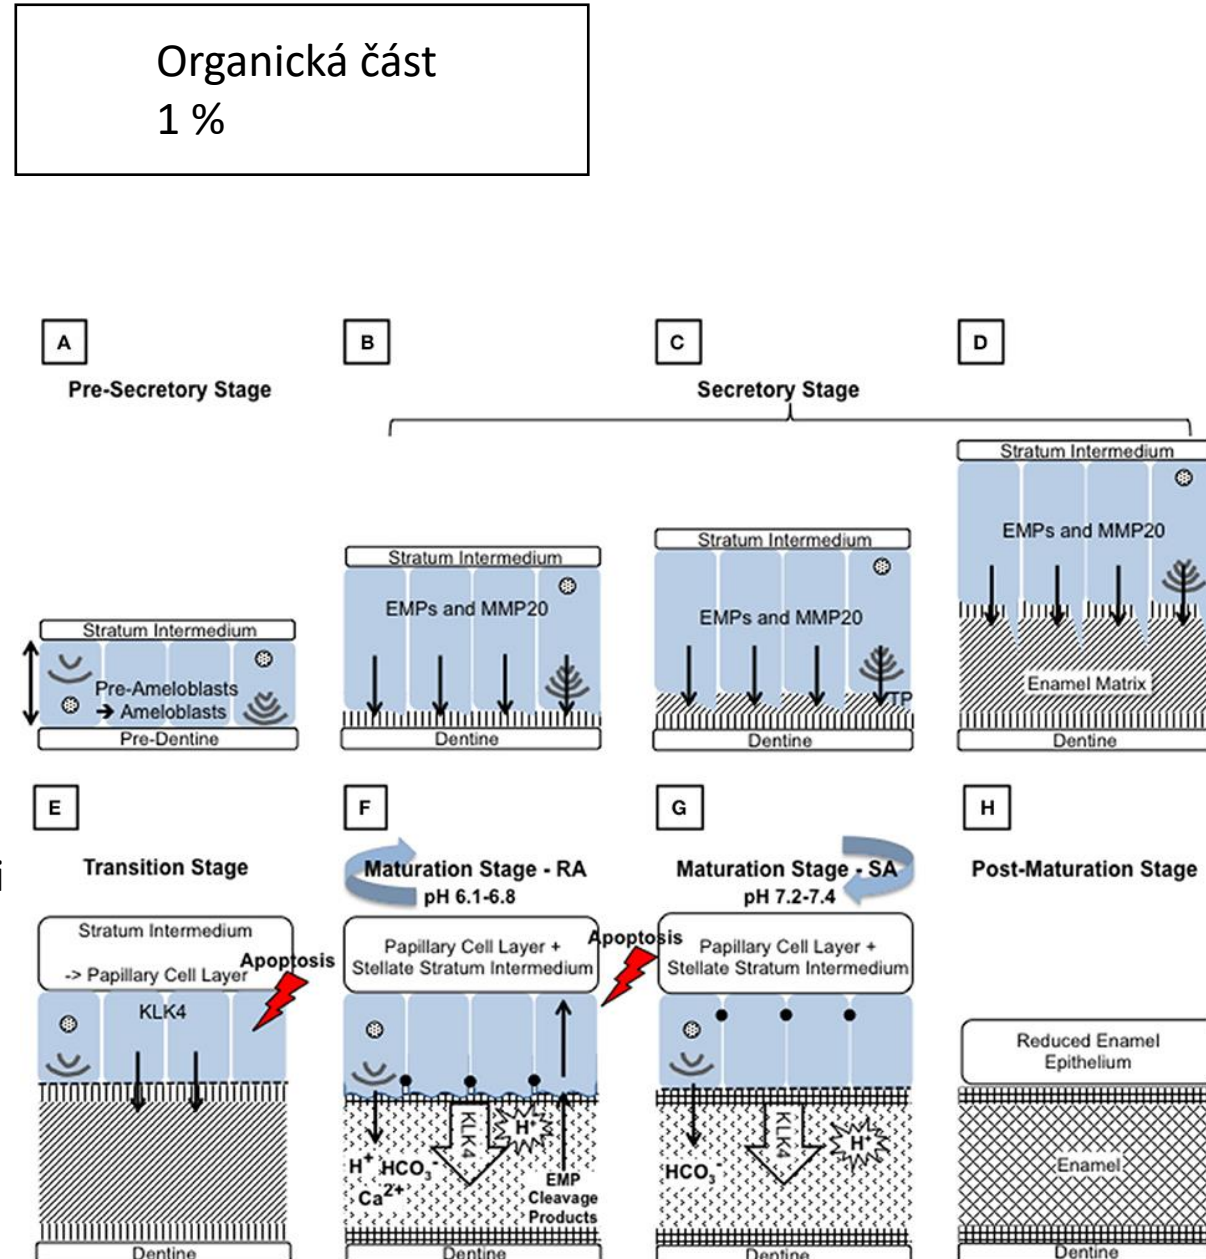 Organická část
1 %
A
Pre-Secretory Stage
B
C
D
Secretory Stage
Stratum Intermedium
Pre-Ameloblasts
➔ Ameloblasts
Pre-Dentine
Stratum Intermedium
EMPs and MMP20
Dentine
Stratum Intermedium
EMPs and MMP20
TP
Dentine
Stratum Intermedium
EMPs and MMP20
Enamel Matrix
Dentine
i
E
Transition Stage
Stratum Intermedium
-> Papillary Cell Layer
Apoptosis
KLK4
Dentine
F
Maturation Stage - RA
pH 6.1-6.8
Papillary Cell Layer +
Stellate Stratum Intermedium
Apoptosis
KLK4
H⁺
H⁺ HCO₃⁻
Ca²⁺
EMP
Cleavage
Products
Dentine
G
Maturation Stage - SA
pH 7.2-7.4
Papillary Cell Layer +
Stellate Stratum Intermedium
KLK4
H⁺
HCO₃⁻
Dentine
H
Post-Maturation Stage
Reduced Enamel
Epithelium
Enamel
Dentine